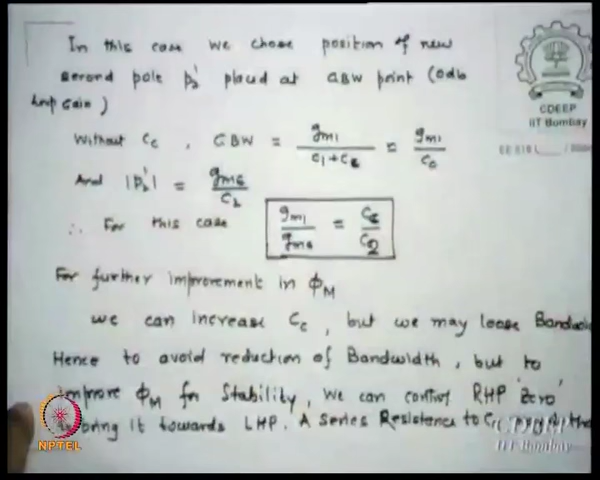 In this case we chose position of new
second pole p2' placed at GBW point (0db
loop Gain)
CDEEP
IIT Bombay
Without Cc, GBW = gm1 / C1+Cc = gm1 / Cc
And |p2'| = gm6 / C2
∴ For this case gm1 / gm6 = Cc / C2
For further improvement in ϕM
we can increase Cc, but we may loose
Hence to avoid reduction of Bandwidth, but to
improve ϕM for Stability, we can control RHP 'Zero'
bring it towards LHP. A series Resistance to Cc
IIT Bombay
NPTEL